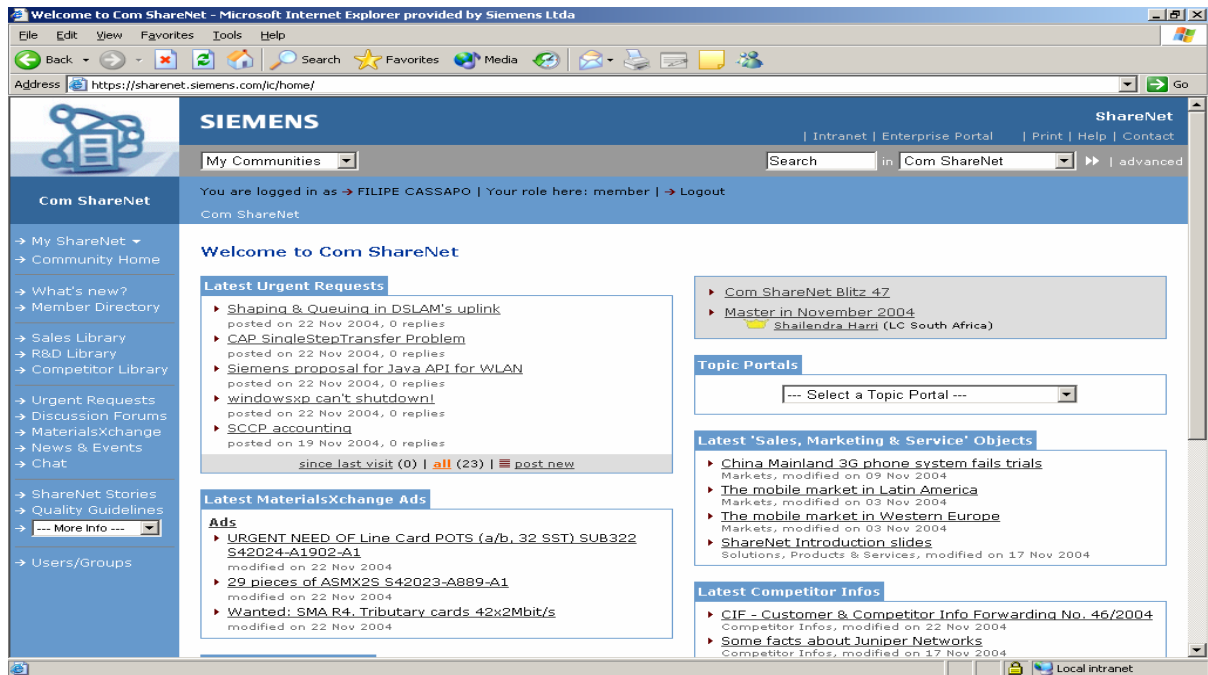 Welcome to Com ShareNet - Microsoft Internet Explorer provided by Siemens Ltda
File Edit View Favorites Tools Help
Back Search Favorites Media
Address https://sharenet.siemens.com/ic/home/ Go
SIEMENS
ShareNet
| Intranet | Enterprise Portal | Print | Help | Contact
My Communities Search in Com ShareNet | advanced
Com ShareNet
You are logged in as → FILIPE CASSAPO | Your role here: member | → Logout
Com ShareNet
→ My ShareNet
→ Community Home
→ What's new?
→ Member Directory
→ Sales Library
→ R&D Library
→ Competitor Library
→ Urgent Requests
→ Discussion Forums
→ MaterialsXchange
→ News & Events
→ Chat
→ ShareNet Stories
→ Quality Guidelines
→ --- More Info ---
→ Users/Groups
Welcome to Com ShareNet
Latest Urgent Requests
Shaping & Queuing in DSLAM's uplink
posted on 22 Nov 2004, 0 replies
CAP SingleStepTransfer Problem
posted on 22 Nov 2004, 0 replies
Siemens proposal for Java API for WLAN
posted on 22 Nov 2004, 0 replies
windowsxp can't shutdown!
posted on 22 Nov 2004, 0 replies
SCCP accounting
posted on 19 Nov 2004, 0 replies
since last visit (0) | all (23) | post new
Latest MaterialsXchange Ads
Ads
URGENT NEED OF Line Card POTS (a/b, 32 SST) SUB322
S42024-A1902-A1
modified on 22 Nov 2004
29 pieces of ASMX2S S42023-A889-A1
modified on 22 Nov 2004
Wanted: SMA R4. Tributary cards 42x2Mbit/s
modified on 22 Nov 2004
Com ShareNet Blitz 47
Master in November 2004
Shailendra Harri (LC South Africa)
Topic Portals
--- Select a Topic Portal ---
Latest 'Sales, Marketing & Service' Objects
China Mainland 3G phone system fails trials
Markets, modified on 09 Nov 2004
The mobile market in Latin America
Markets, modified on 03 Nov 2004
The mobile market in Western Europe
Markets, modified on 03 Nov 2004
ShareNet Introduction slides
Solutions, Products & Services, modified on 17 Nov 2004
Latest Competitor Infos
CIF - Customer & Competitor Info Forwarding No. 46/2004
Competitor Infos, modified on 22 Nov 2004
Some facts about Juniper Networks
Competitor Infos, modified on 17 Nov 2004
Local intranet